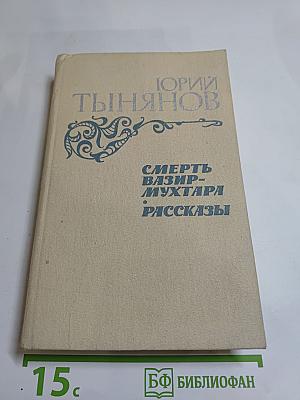 ЮРИЙ
ТЫНЯНОВ
СМЕРТЬ
ВАЗИР-
МУХТАРА
•
РАССКАЗЫ
15с
БФ БИБЛИОФАН